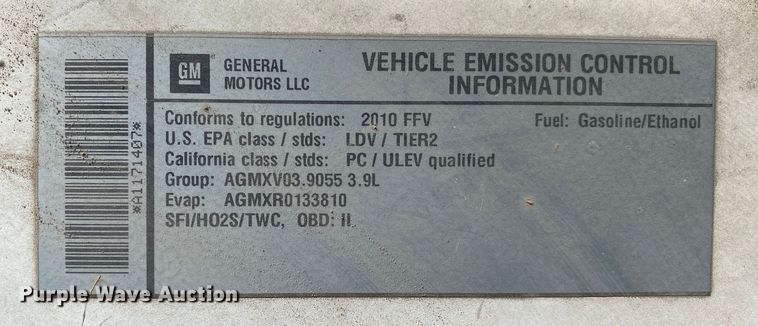 GM
GENERAL
MOTORS LLC
VEHICLE EMISSION CONTROL
INFORMATION
Conforms to regulations: 2010 FFV
Fuel: Gasoline/Ethanol
U.S. EPA class / stds: LDV / TIER2
California class / stds: PC / ULEV qualified
Group: AGMXV03.9055 3.9L
Evap: AGMXR0133810
SFI/HO2S/TWC, OBD: II
*A1171407*
Purple Wave Auction